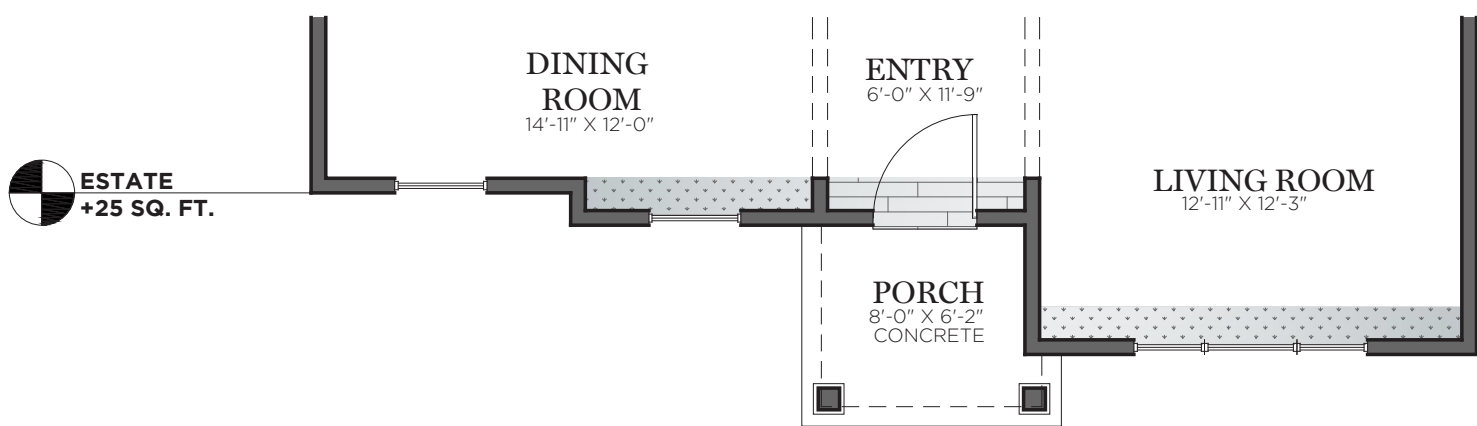 DINING
ROOM
14'-11" X 12'-0"
ENTRY
6'-0" X 11'-9"
ESTATE
+25 SQ. FT.
LIVING ROOM
12'-11" X 12'-3"
PORCH
8'-0" X 6'-2"
CONCRETE